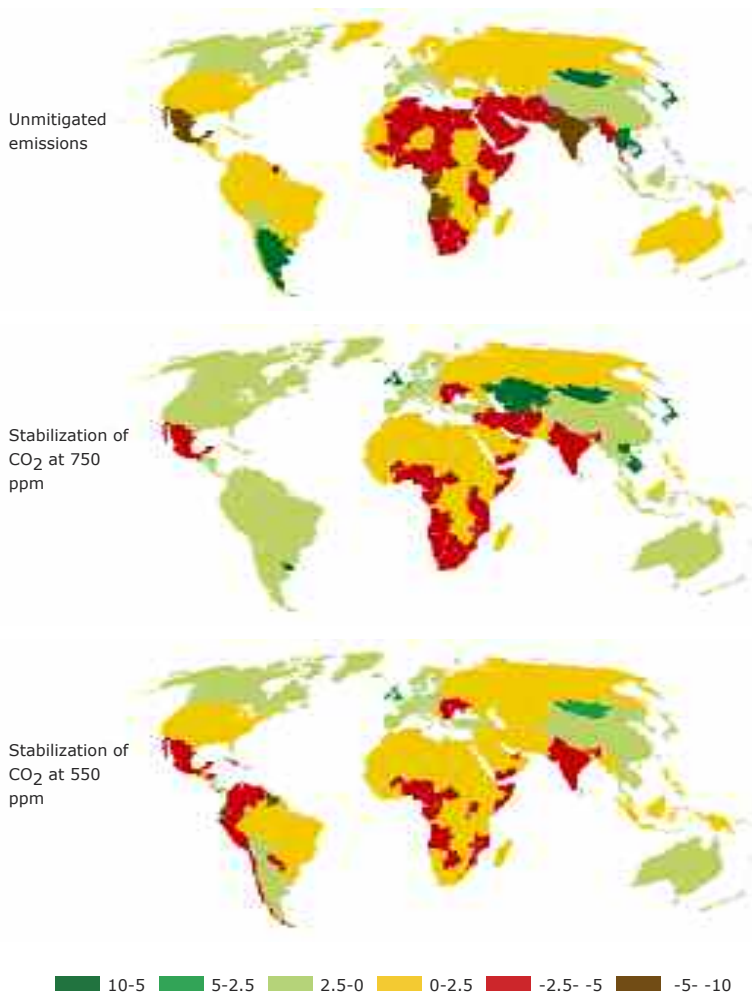 Unmitigated
emissions
Stabilization of
CO2 at 750
ppm
Stabilization of
CO2 at 550
ppm
10-5 5-2.5 2.5-0 0-2.5 -2.5- -5 -5- -10